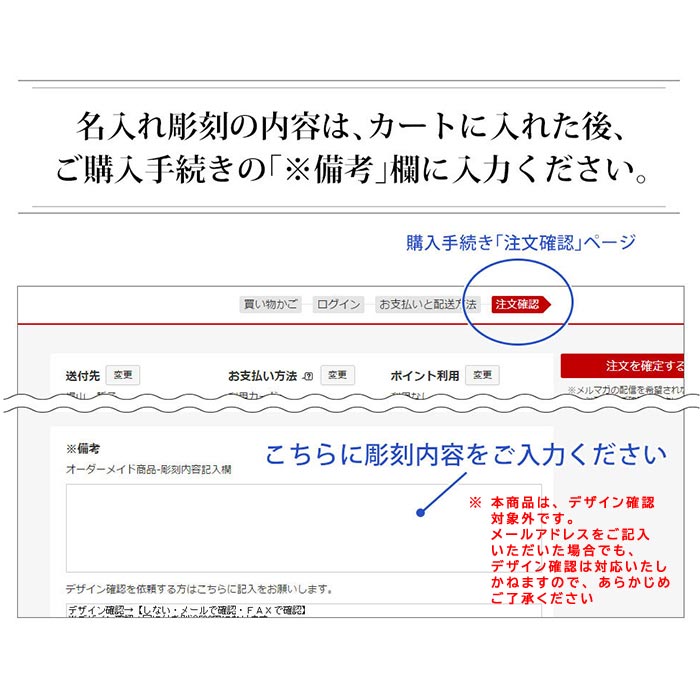 名入れ彫刻の内容は、カートに入れた後、
ご購入手続きの「※備考」欄に入力ください。
購入手続き「注文確認」ページ
買い物かご ログイン お支払いと配送方法 注文確認
送付先 変更 お支払い方法 変更 ポイント利用 変更
注文を確定する
※メルマガの配信を希望されな
※備考
こちらに彫刻内容をご入力ください
オーダーメイド商品-彫刻内容記入欄
※ 本商品は、デザイン確認
対象外です。
メールアドレスをご記入
いただいた場合でも、
デザイン確認は対応いたし
かねますので、あらかじめ
ご了承ください
デザイン確認を依頼する方はこちらに記入をお願いします。
デザイン確認→【しない・メールで確認・ＦＡＸで確認】